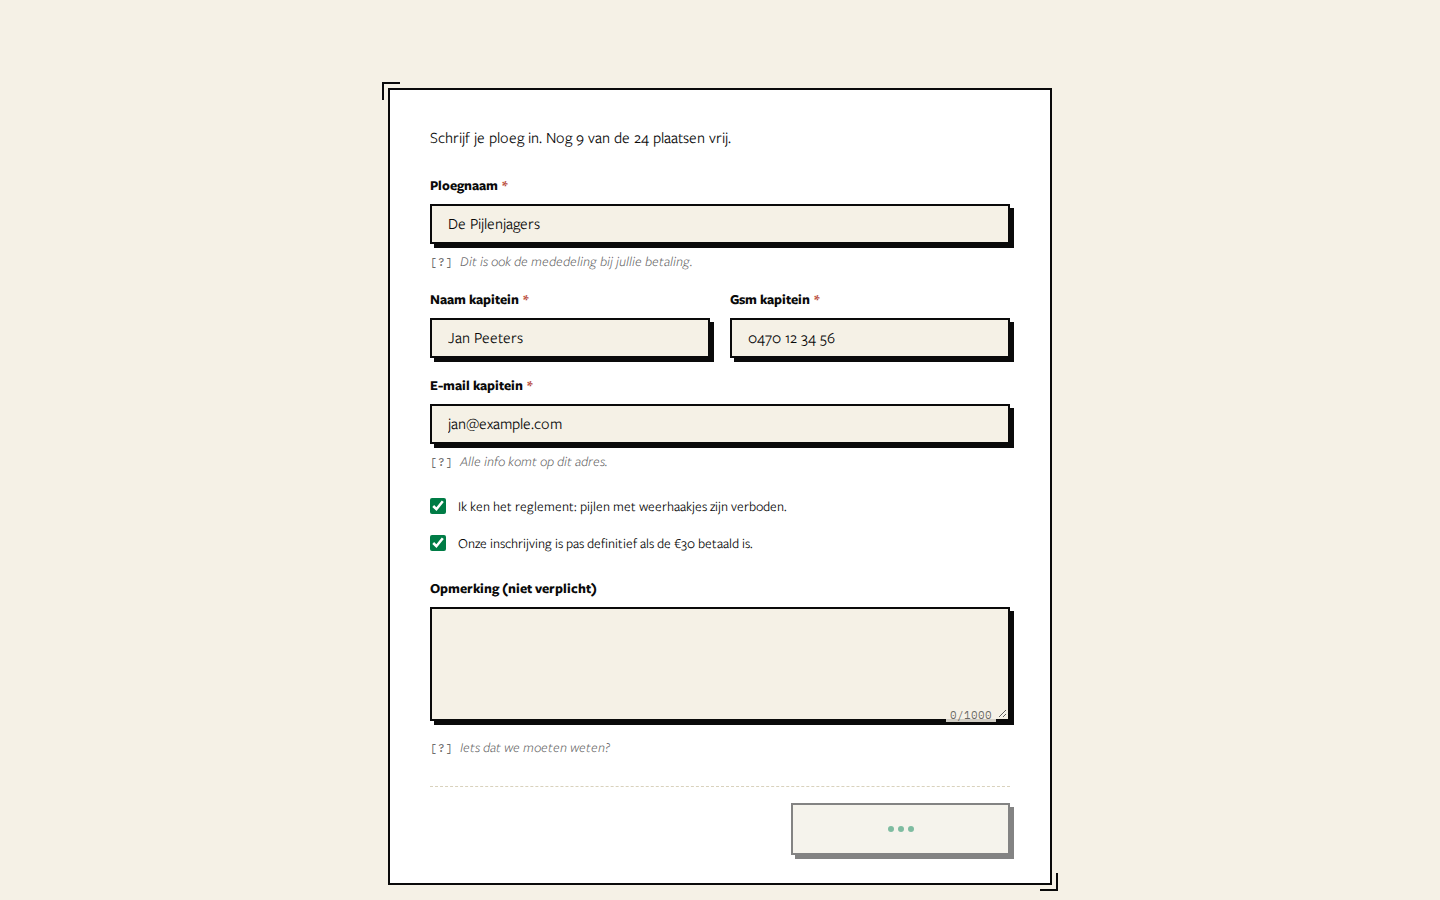 Schrijf je ploeg in. Nog 9 van de 24 plaatsen vrij.
Ploegnaam *
De Pijlenjagers
[?] Dit is ook de mededeling bij jullie betaling.
Naam kapitein * Gsm kapitein *
Jan Peeters 0470 12 34 56
E-mail kapitein *
jan@example.com
[?] Alle info komt op dit adres.
Ik ken het reglement: pijlen met weerhaakjes zijn verboden.
Onze inschrijving is pas definitief als de €30 betaald is.
Opmerking (niet verplicht)
0/1000
[?] Iets dat we moeten weten?